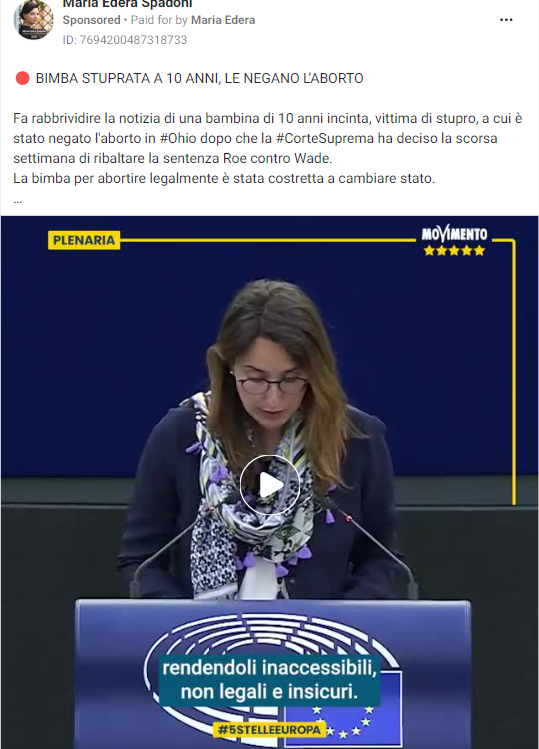 Maria Edera Spadoni
Sponsored • Paid for by Maria Edera
ID: 7694200487318733
BIMBA STUPRATA A 10 ANNI, LE NEGANO L'ABORTO
Fa rabbrividire la notizia di una bambina di 10 anni incinta, vittima di stupro, a cui è
stato negato l'aborto in #Ohio dopo che la #CorteSuprema ha deciso la scorsa
settimana di ribaltare la sentenza Roe contro Wade.
La bimba per abortire legalmente è stata costretta a cambiare stato.
...
PLENARIA
MOVIMENTO
rendendoli inaccessibili,
non legali e insicuri.
#5STELLEEUROPA